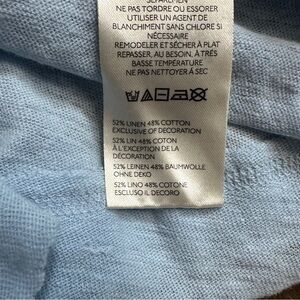 SÉPARÉMENT
NE PAS TORDRE OU ESSORER
UTILISER UN AGENT DE
BLANCHIMENT SANS CHLORE SI
NÉCESSAIRE
REMODELER ET SÉCHER À PLAT
REPASSER, AU BESOIN, À TRÈS
BASSE TEMPÉRATURE
NE PAS NETTOYER À SEC
52% LINEN 48% COTTON
EXCLUSIVE OF DECORATION
52% LIN 48% COTON
À L'EXCEPTION DE LA
DÉCORATION
52% LEINEN 48% BAUMWOLLE
OHNE DEKO
52% LINO 48% COTONE
ESCLUSO IL DECORO